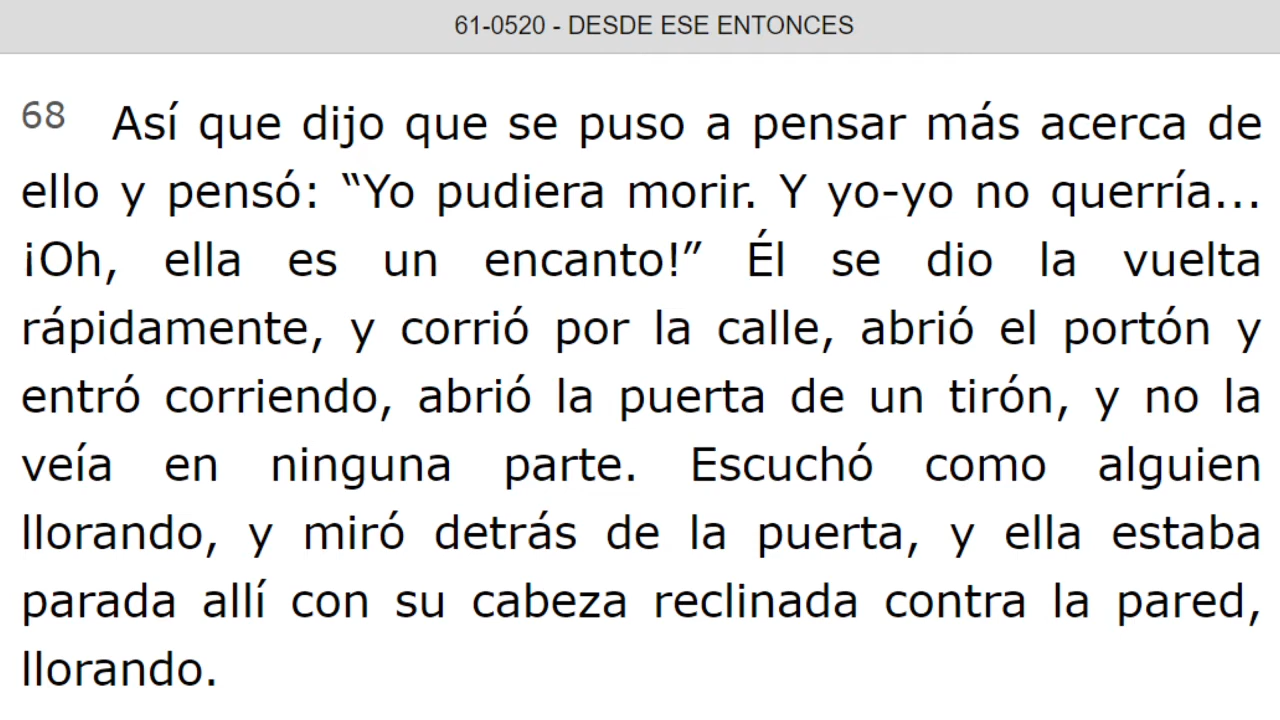 61-0520 - DESDE ESE ENTONCES
68 Así que dijo que se puso a pensar más acerca de
ello y pensó: “Yo pudiera morir. Y yo-yo no querría...
¡Oh, ella es un encanto!” Él se dio la vuelta
rápidamente, y corrió por la calle, abrió el portón y
entró corriendo, abrió la puerta de un tirón, y no la
veía en ninguna parte. Escuchó como alguien
llorando, y miró detrás de la puerta, y ella estaba
parada allí con su cabeza reclinada contra la pared,
llorando.